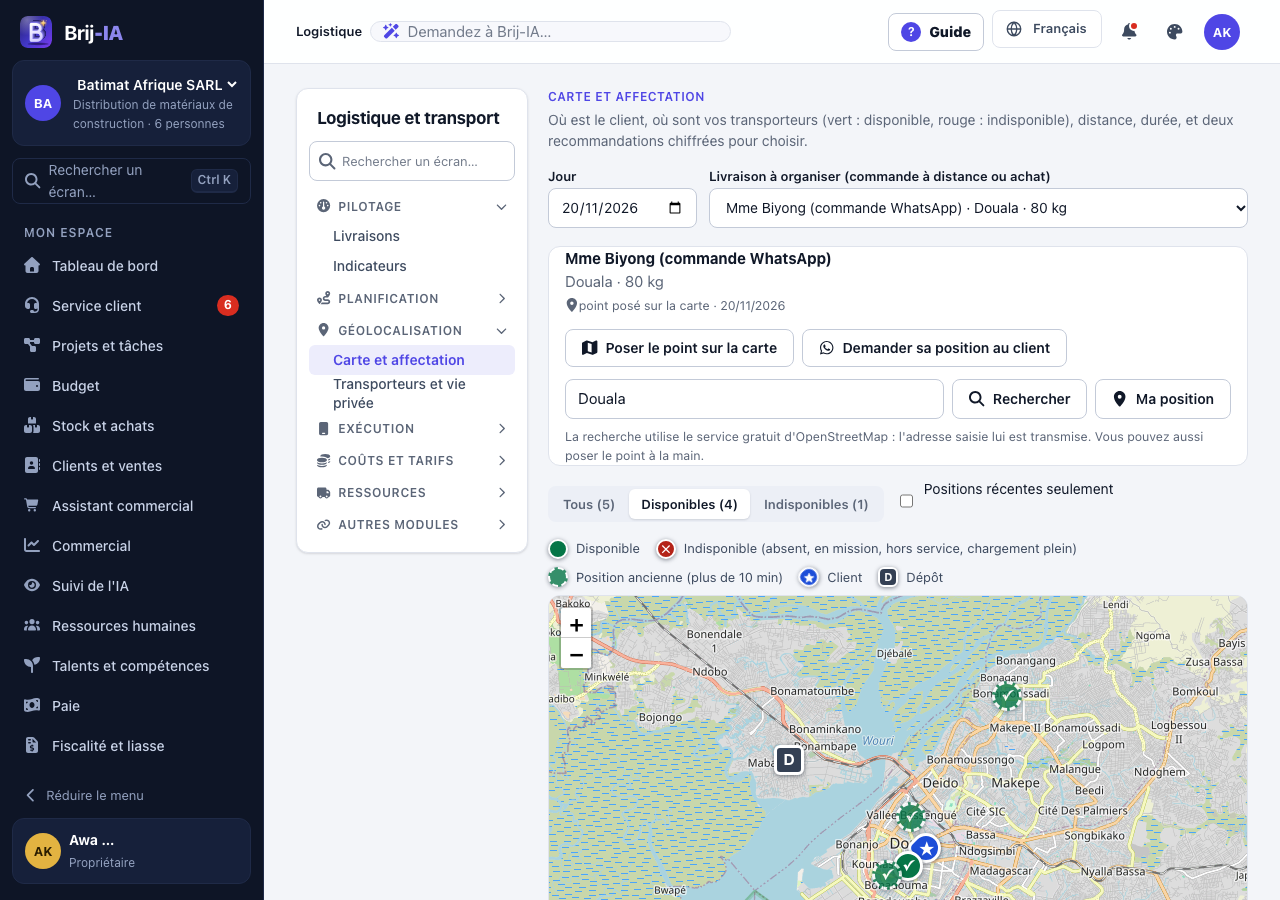 Brij-IA
BA
Batimat Afrique SARL
Distribution de matériaux de
construction · 6 personnes
Rechercher un
écran...
Ctrl K
MON ESPACE
Tableau de bord
Service client
6
Projets et tâches
Budget
Stock et achats
Clients et ventes
Assistant commercial
Commercial
Suivi de l'IA
Ressources humaines
Talents et compétences
Paie
Fiscalité et liasse
Réduire le menu
AK
Awa ...
Propriétaire
Logistique
Demandez à Brij-IA...
?
Guide
Français
AK
Logistique et transport
Rechercher un écran...
PILOTAGE
Livraisons
Indicateurs
PLANIFICATION
GÉOLOCALISATION
Carte et affectation
Transporteurs et vie
privée
EXÉCUTION
COÛTS ET TARIFS
RESSOURCES
AUTRES MODULES
CARTE ET AFFECTATION
Où est le client, où sont vos transporteurs (vert : disponible, rouge : indisponible), distance, durée, et deux
recommandations chiffrées pour choisir.
Jour
Livraison à organiser (commande à distance ou achat)
20/11/2026
Mme Biyong (commande WhatsApp) · Douala · 80 kg
Mme Biyong (commande WhatsApp)
Douala · 80 kg
point posé sur la carte · 20/11/2026
Poser le point sur la carte
Demander sa position au client
Douala
Rechercher
Ma position
La recherche utilise le service gratuit d'OpenStreetMap : l'adresse saisie lui est transmise. Vous pouvez aussi
poser le point à la main.
Tous (5)
Disponibles (4)
Indisponibles (1)
Positions récentes seulement
Disponible
Indisponible (absent, en mission, hors service, chargement plein)
Position ancienne (plus de 10 min)
Client
D
Dépôt
+
−
Bakoko
Lendi
Bonendale
1
Ngoma
Bayis
Djébalé
Bonangang
Zusa Bassa
Ndobo
Minkwélé
Bonagang
Bonamatoumbe
Bomkoul
Bojongo
Bonaminkano
Makepe II
Bonamoussadi
Logbessou
II
Wouri
Bonambape
Logpom
D
Bonamoussongo
Malangue
Ndoghem
Deido
Makepe
Beedi
Cité SIC
Cité Des Palmiers
Bassa
Songbikako
Bonanjo
Ndogsimbi
Madagascar
Nyalla Bassa
Bwapé